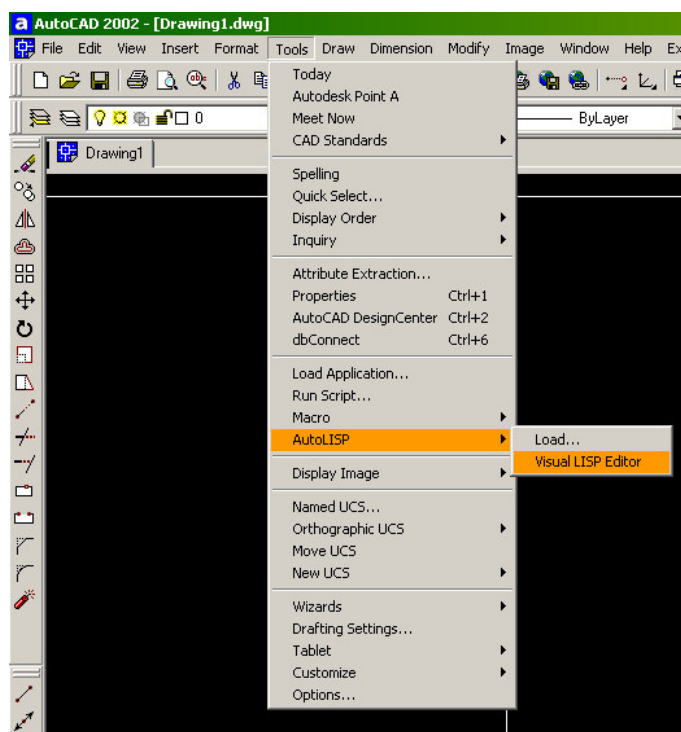 AutoCAD 2002 - [Drawing1.dwg]
File Edit View Insert Format Tools Draw Dimension Modify Image Window Help Ex
0
ByLayer
Drawing1
Today
Autodesk Point A
Meet Now
CAD Standards
Spelling
Quick Select...
Display Order
Inquiry
Attribute Extraction...
Properties Ctrl+1
AutoCAD DesignCenter Ctrl+2
dbConnect Ctrl+6
Load Application...
Run Script...
Macro
AutoLISP
Load...
Visual LISP Editor
Display Image
Named UCS...
Orthographic UCS
Move UCS
New UCS
Wizards
Drafting Settings...
Tablet
Customize
Options...